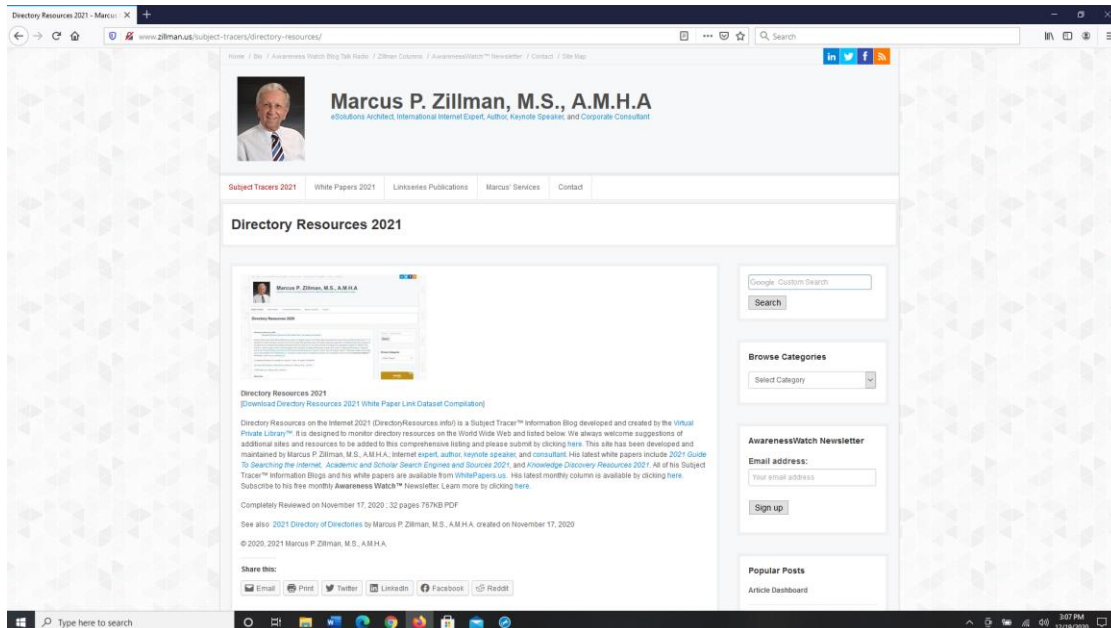 Directory Resources 2021 - Marcus
www.zillman.us/subject-tracers/directory-resources/
Search
Home / Bio / Awareness Watch Blog Talk Radio / Zillman Columns / AwarenessWatch™ Newsletter / Contact / Site Map
Marcus P. Zillman, M.S., A.M.H.A
eSolutions Architect, International Internet Expert, Author, Keynote Speaker, and Corporate Consultant
Subject Tracers 2021 White Papers 2021 Linkseries Publications Marcus' Services Contact
Directory Resources 2021
Marcus P. Zillman, M.S., A.M.H.A
Google Custom Search
Search
Browse Categories
Select Category
Directory Resources 2021
[Download Directory Resources 2021 White Paper Link Dataset Compilation]
Directory Resources on the Internet 2021 (DirectoryResources.info/) is a Subject Tracer™ Information Blog developed and created by the Virtual
Private Library™. It is designed to monitor directory resources on the World Wide Web and listed below. We always welcome suggestions of
additional sites and resources to be added to this comprehensive listing and please submit by clicking here. This site has been developed and
maintained by Marcus P. Zillman, M.S., A.M.H.A.; Internet expert, author, keynote speaker, and consultant. His latest white papers include 2021 Guide
To Searching the Internet, Academic and Scholar Search Engines and Sources 2021, and Knowledge Discovery Resources 2021. All of his Subject
Tracer™ Information Blogs and his white papers are available from WhitePapers.us. His latest monthly column is available by clicking here.
Subscribe to his free monthly Awareness Watch™ Newsletter. Learn more by clicking here.
Completely Reviewed on November 17, 2020 : 32 pages 767KB PDF
See also 2021 Directory of Directories by Marcus P. Zillman, M.S., A.M.H.A. created on November 17, 2020
© 2020, 2021 Marcus P. Zillman, M.S., A.M.H.A.
Share this:
Email Print Twitter LinkedIn Facebook Reddit
AwarenessWatch Newsletter
Email address:
Your email address
Sign up
Popular Posts
Article Dashboard
Type here to search
3:07 PM
12/19/2020